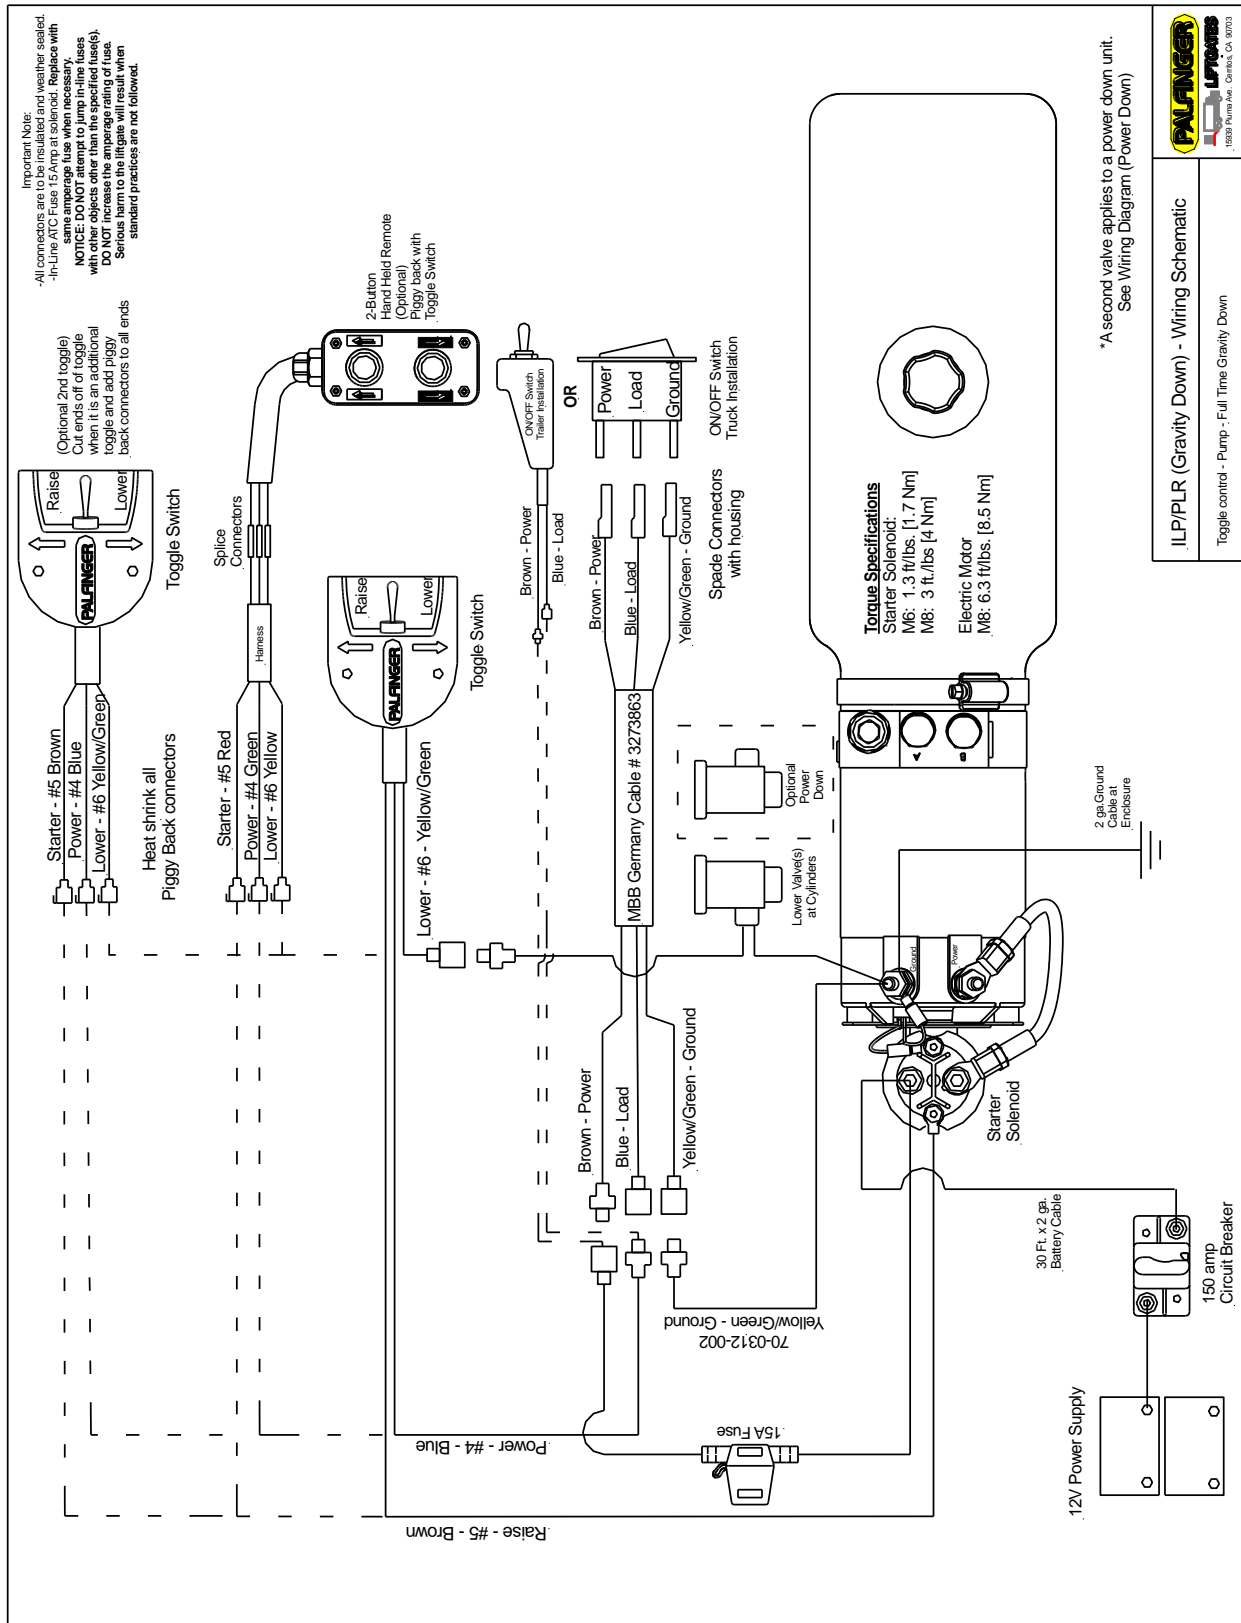 Important Note:
-All connectors are to be insulated and weather sealed.
-In-Line ATC Fuse 15 Amp at solenoid. Replace with
same amperage fuse when necessary.
NOTICE: DO NOT attempt to jump in-line fuses
with other objects other than the specified fuse(s).
DO NOT increase the amperage rating of fuse.
Serious harm to the liftgate will result when
standard practices are not followed.
(Optional 2nd toggle)
Cut ends off of toggle
when it is an additional
toggle and add piggy
back connectors to all ends
Raise
Lower
PALFINGER
Toggle Switch
Starter - #5 Brown
Power - #4 Blue
Lower - #6 Yellow/Green
Heat shrink all
Piggy Back connectors
2-Button
Hand Held Remote
(Optional)
Piggy back with
Toggle Switch
Splice
Connectors
Harness
Starter - #5 Red
Power - #4 Green
Lower - #6 Yellow
Raise
Lower
PALFINGER
Toggle Switch
Lower - #6 - Yellow/Green
ON/OFF Switch
Trailer Installation
OR
Power
Load
Ground
ON/OFF Switch
Truck Installation
Brown - Power
Blue - Load
Brown - Power
Blue - Load
Yellow/Green - Ground
Spade Connectors
with housing
MBB Germany Cable # 3273863
Optional
Power
Down
Lower Valve(s)
at Cylinders
Brown - Power
Blue - Load
Yellow/Green - Ground
70-0312-002
Yellow/Green - Ground
Power - #4 - Blue
Raise - #5 - Brown
15A Fuse
Torque Specifications
Starter Solenoid:
M6: 1.3 ft/lbs. [1.7 Nm]
M8: 3 ft./lbs [4 Nm]
Electric Motor
M8: 6.3 ft/lbs. [8.5 Nm]
A
B
Ground
Power
2 ga.Ground
Cable at
Enclosure
Starter
Solenoid
30 Ft. x 2 ga.
Battery Cable
150 amp
Circuit Breaker
12V Power Supply
*A second valve applies to a power down unit.
See Wiring Diagram (Power Down)
ILP/PLR (Gravity Down) - Wiring Schematic
Toggle control - Pump - Full Time Gravity Down
PALFINGER
LIFTGATES
15939 Piuma Ave. Cerritos, CA 90703